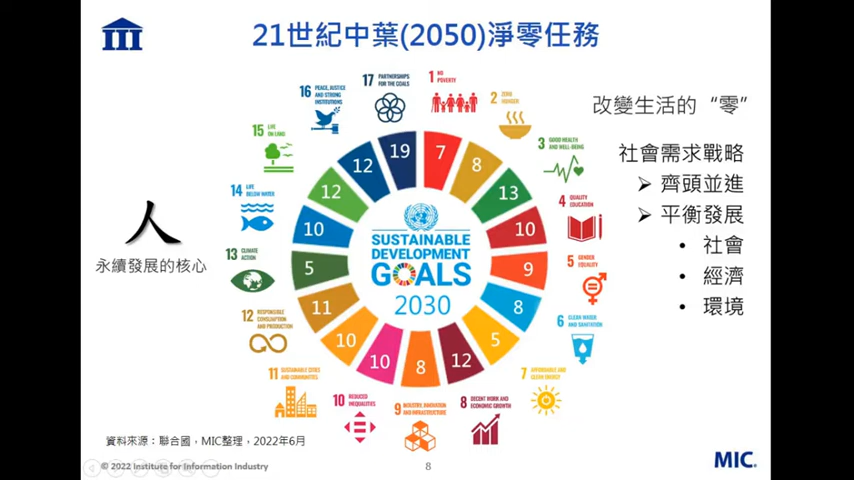 21世紀中葉(2050)淨零任務
改變生活的“零”
社會需求戰略
➢ 齊頭並進
➢ 平衡發展
• 社會
• 經濟
• 環境
人
永續發展的核心
1 NO
POVERTY
2 ZERO
HUNGER
3 GOOD HEALTH
AND WELL-BEING
4 QUALITY
EDUCATION
5 GENDER
EQUALITY
6 CLEAN WATER
AND SANITATION
7 AFFORDABLE AND
CLEAN ENERGY
8 DECENT WORK AND
ECONOMIC GROWTH
9 INDUSTRY, INNOVATION
AND INFRASTRUCTURE
10 REDUCED
INEQUALITIES
11 SUSTAINABLE CITIES
AND COMMUNITIES
12 RESPONSIBLE
CONSUMPTION
AND PRODUCTION
13 CLIMATE
ACTION
14 LIFE
BELOW WATER
15 LIFE
ON LAND
16 PEACE, JUSTICE
AND STRONG
INSTITUTIONS
17 PARTNERSHIPS
FOR THE GOALS
7
8
13
10
9
8
5
12
8
10
10
11
5
10
12
12
19
SUSTAINABLE
DEVELOPMENT
GOALS
2030
資料來源：聯合國，MIC整理，2022年6月
© 2022 Institute for Information Industry
8
MIC